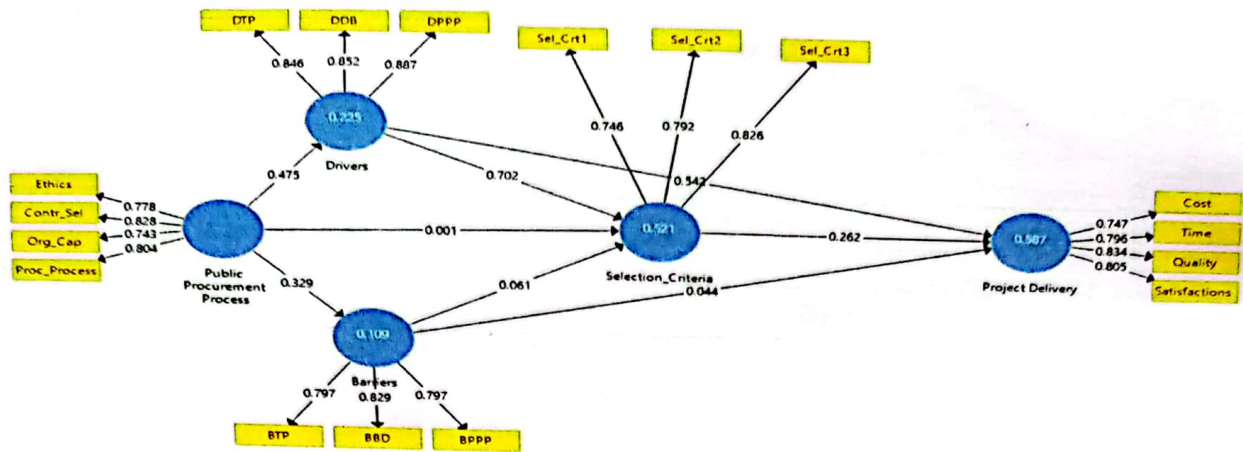 DTP
DDB
DPPP
0.846
0.852
0.887
Sel_Crt1
Sel_Crt2
Sel_Crt3
0.746
0.792
0.826
0.225
Drivers
0.475
0.702
0.542
Ethics
Contr_Sel
Org_Cap
Proc_Process
0.778
0.828
0.743
0.804
Public
Procurement
Process
0.001
0.521
Selection_Criteria
0.262
0.587
Project Delivery
0.747
0.796
0.834
0.805
Cost
Time
Quality
Satisfactions
0.329
0.061
0.044
0.109
Barriers
0.797
0.829
0.797
BTP
BBD
BPPP